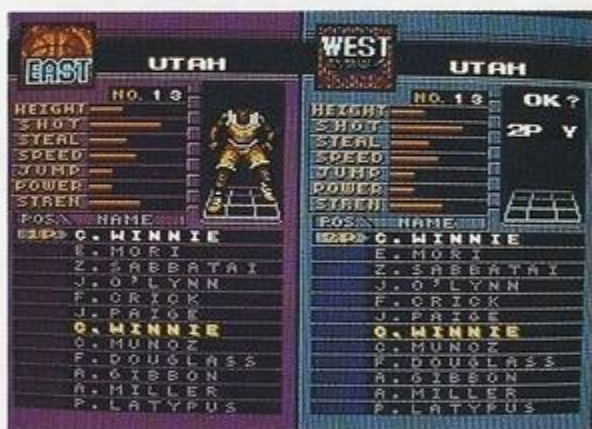 EAST
UTAH
NO. 13
HEIGHT
SHOT
STEAL
SPEED
JUMP
POWER
STREN
POS. NAME
1P C. WINNIE
E. MORI
Z. SABBATAI
J. O'LYNN
F. CRICK
J. PAIGE
C. WINNIE
C. MUNOZ
F. DOUGLASS
A. GIBBON
A. MILLER
P. LATYPUS
WEST
UTAH
NO. 13
OK?
2P Y
HEIGHT
SHOT
STEAL
SPEED
JUMP
POWER
STREN
POS. NAME
2P C. WINNIE
E. MORI
Z. SABBATAI
J. O'LYNN
F. CRICK
J. PAIGE
C. WINNIE
C. MUNOZ
F. DOUGLASS
A. GIBBON
A. MILLER
P. LATYPUS